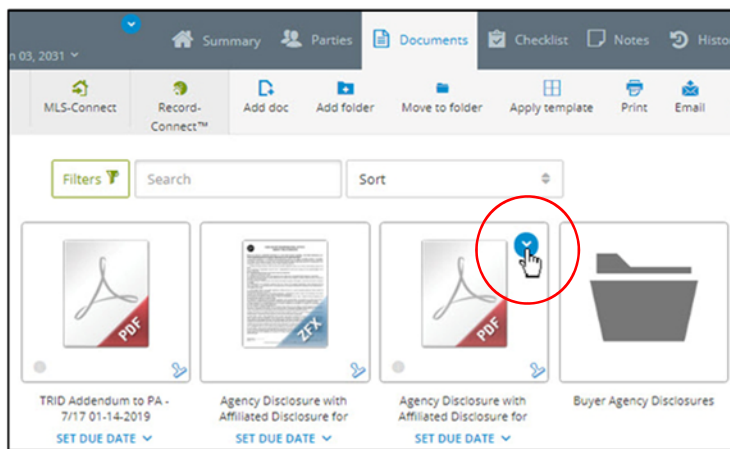 Summary Parties Documents Checklist Notes Histo
n 03, 2031
MLS-Connect Record- Add doc Add folder Move to folder Apply template Print Email
Connect™
Filters Search Sort
PDF ZFX PDF
TRID Addendum to PA - Agency Disclosure with Agency Disclosure with Buyer Agency Disclosures
7/17 01-14-2019 Affiliated Disclosure for Affiliated Disclosure for
SET DUE DATE SET DUE DATE SET DUE DATE